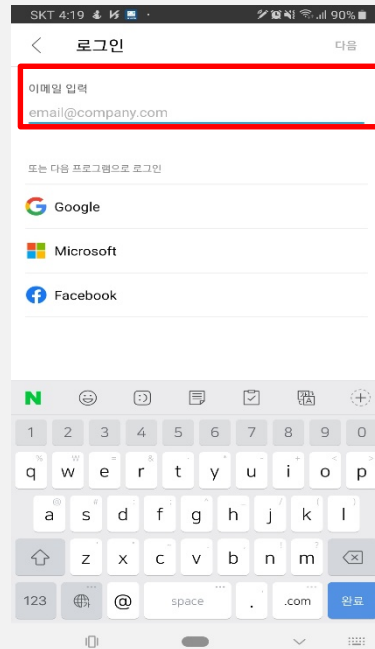 SKT 4:19
90%
로그인
다음
이메일 입력
email@company.com
또는 다음 프로그램으로 로그인
Google
Microsoft
Facebook
1 2 3 4 5 6 7 8 9 0
q w e r t y u i o p
a s d f g h j k l
z x c v b n m
123 @ space . .com 완료